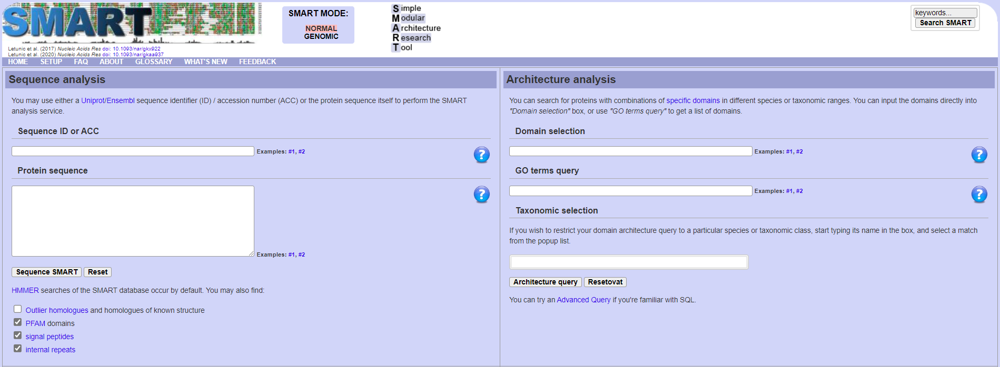 SMART
SMART MODE:
NORMAL
GENOMIC
Simple
Modular
Architecture
Research
Tool
keywords...
Search SMART
Letunic et al. (2017) Nucleic Acids Res doi: 10.1093/nar/gkx922
Letunic et al. (2020) Nucleic Acids Res doi: 10.1093/nar/gkaa937
HOME SETUP FAQ ABOUT GLOSSARY WHAT'S NEW FEEDBACK
Sequence analysis
You may use either a Uniprot/Ensembl sequence identifier (ID) / accession number (ACC) or the protein sequence itself to perform the SMART
analysis service.
Sequence ID or ACC
Examples: #1, #2
?
Protein sequence
?
Examples: #1, #2
Sequence SMART Reset
HMMER searches of the SMART database occur by default. You may also find:
Outlier homologues and homologues of known structure
PFAM domains
signal peptides
internal repeats
Architecture analysis
You can search for proteins with combinations of specific domains in different species or taxonomic ranges. You can input the domains directly into
"Domain selection" box, or use "GO terms query" to get a list of domains.
Domain selection
Examples: #1, #2
?
GO terms query
Examples: #1, #2
?
Taxonomic selection
If you wish to restrict your domain architecture query to a particular species or taxonomic class, start typing its name in the box, and select a match
from the popup list.
Architecture query Resetovat
You can try an Advanced Query if you're familiar with SQL.